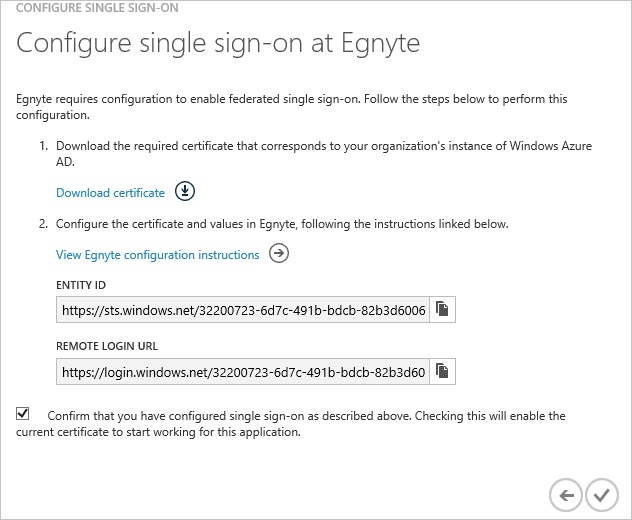 CONFIGURE SINGLE SIGN-ON
Configure single sign-on at Egnyte
Egnyte requires configuration to enable federated single sign-on. Follow the steps below to perform this
configuration.
1. Download the required certificate that corresponds to your organization's instance of Windows Azure
AD.
Download certificate
2. Configure the certificate and values in Egnyte, following the instructions linked below.
View Egnyte configuration instructions
ENTITY ID
https://sts.windows.net/32200723-6d7c-491b-bdcb-82b3d6006
REMOTE LOGIN URL
https://login.windows.net/32200723-6d7c-491b-bdcb-82b3d60
Confirm that you have configured single sign-on as described above. Checking this will enable the
current certificate to start working for this application.